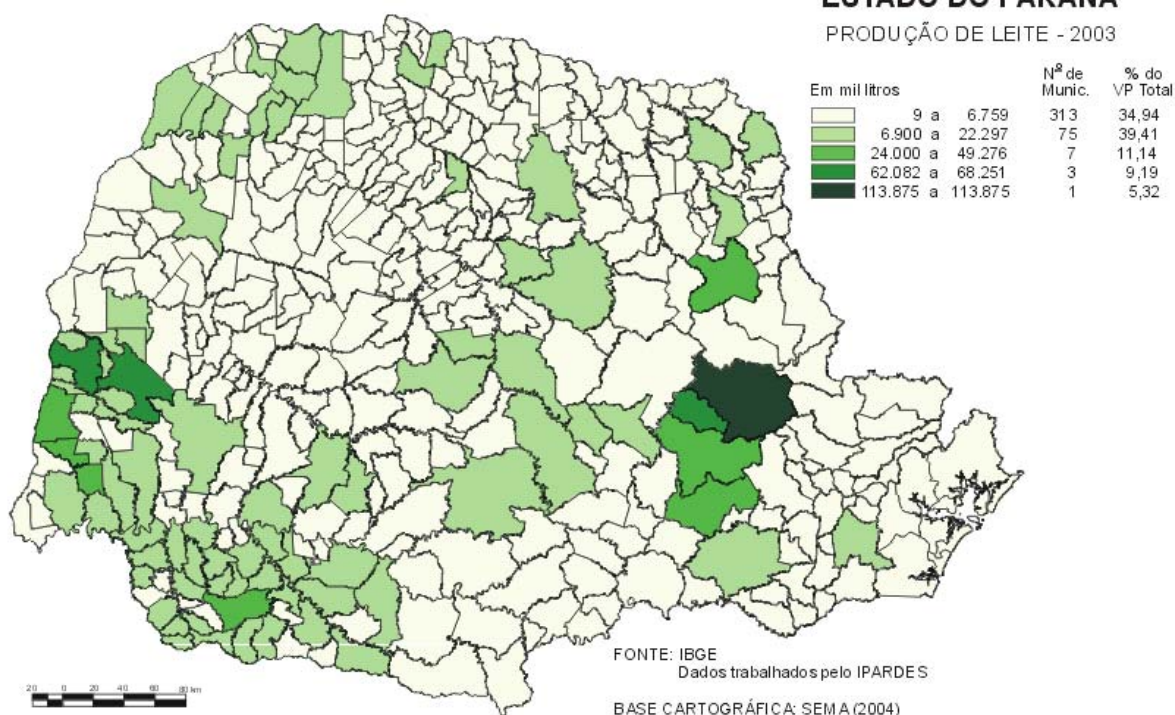 ESTADO DO PARANÁ
PRODUÇÃO DE LEITE - 2003
Em mil litros Nº de Munic. % do VP Total
9 a 6.759 313 34,94
6.900 a 22.297 75 39,41
24.000 a 49.276 7 11,14
62.082 a 68.251 3 9,19
113.875 a 113.875 1 5,32
FONTE: IBGE
Dados trabalhados pelo IPARDES
BASE CARTOGRÁFICA: SEMA (2004)
20 0 20 40 60 80 km